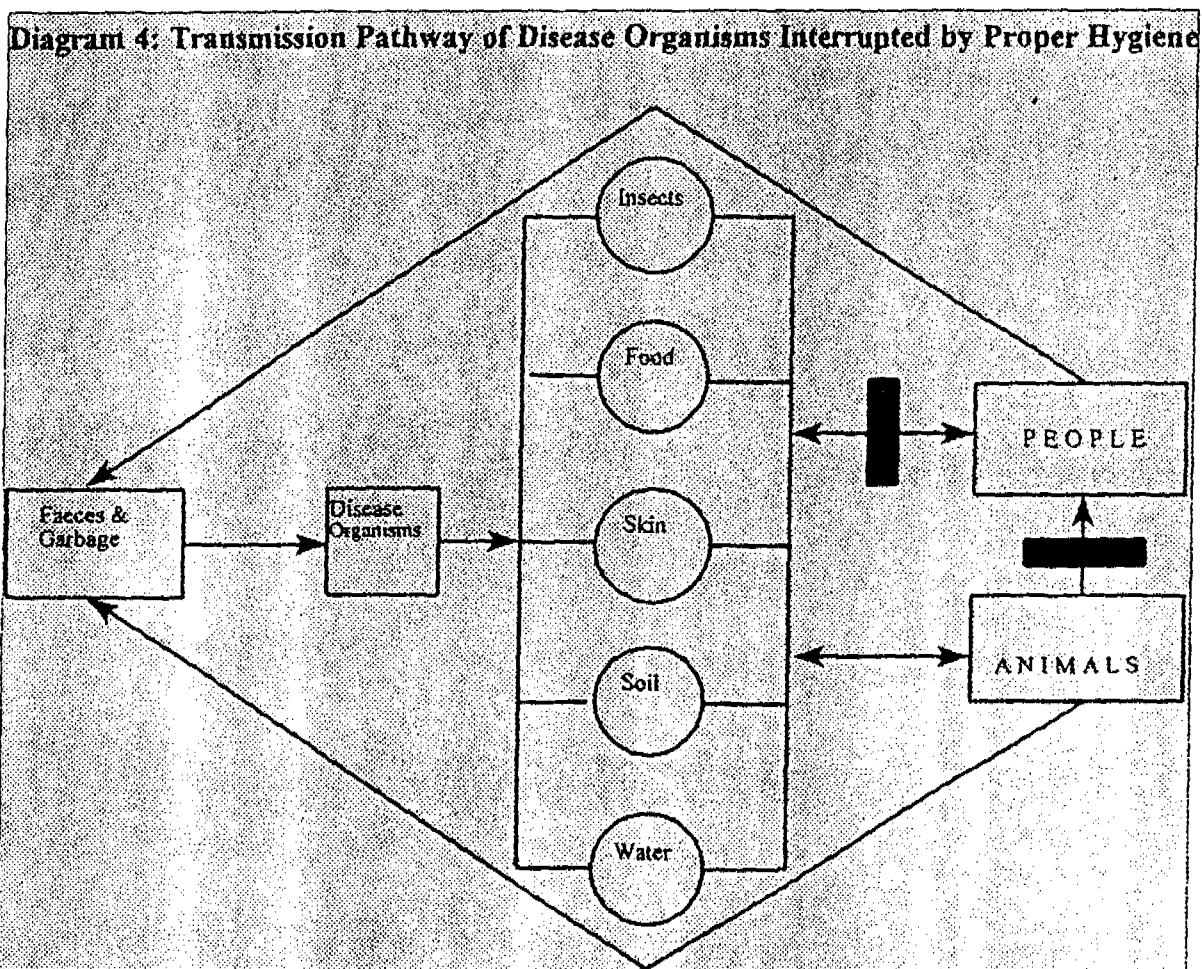 Diagram 4: Transmission Pathway of Disease Organisms Interrupted by Proper Hygiene
Insects
Food
PEOPLE
Faeces &
Garbage
Disease
Organisms
Skin
Soil
ANIMALS
Water